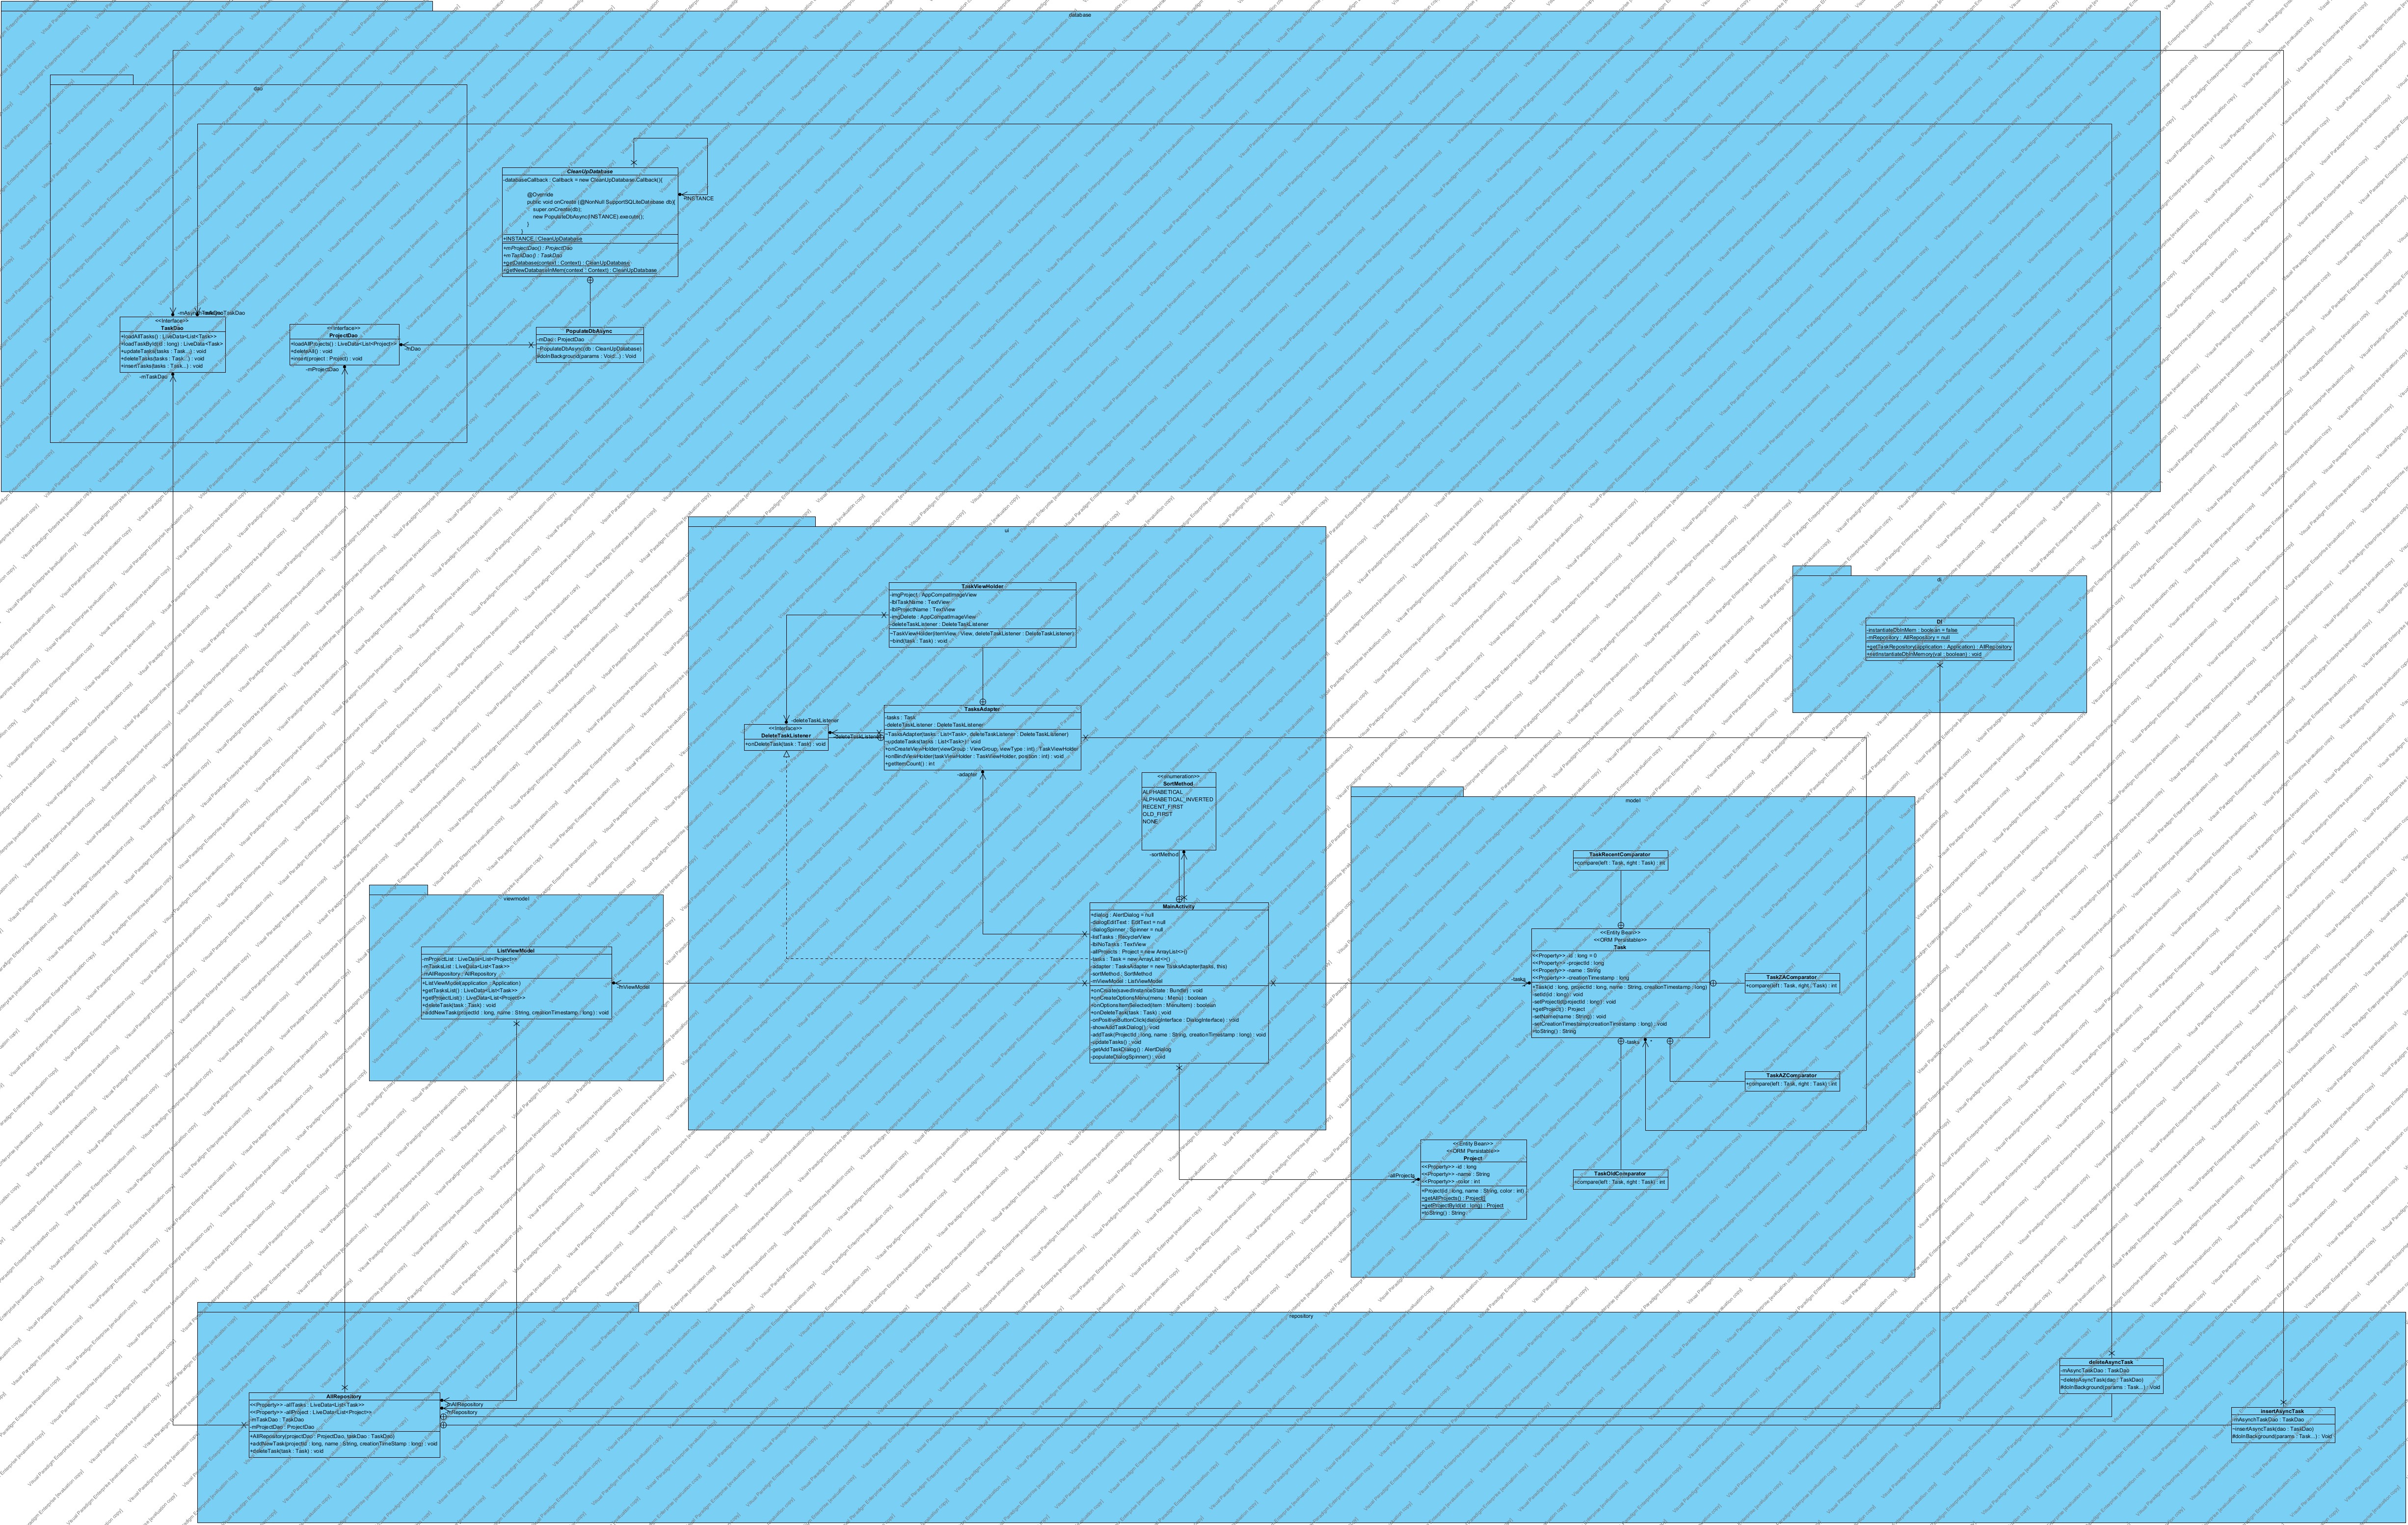 database
dao
CleanUpDatabase
-databaseCallback : Callback = new CleanUpDatabase.Callback(){
@Override
public void onCreate (@NonNull SupportSQLiteDatabase db){
super.onCreate(db);
new PopulateDbAsync(INSTANCE).execute();
}
}
+INSTANCE : CleanUpDatabase
+mProjectDao() : ProjectDao
+mTaskDao() : TaskDao
+getDatabase(context : Context) : CleanUpDatabase
+getNewDatabaseInMem(context : Context) : CleanUpDatabase
+INSTANCE
<<Interface>>
TaskDao
+loadAllTasks() : LiveData<List<Task>>
+loadTaskById(id : long) : LiveData<Task>
+updateTasks(tasks : Task...) : void
+deleteTasks(tasks : Task...) : void
+insertTasks(tasks : Task...) : void
-mTaskDao
<<Interface>>
ProjectDao
+loadAllProjects() : LiveData<List<Project>>
+deleteAll() : void
+insert(project : Project) : void
-mProjectDao
-mDao
PopulateDbAsync
-mDao : ProjectDao
~PopulateDbAsync(db : CleanUpDatabase)
#doInBackground(params : Void...) : Void
ui
TaskViewHolder
-imgProject : AppCompatImageView
-lblTaskName : TextView
-lblProjectName : TextView
-imgDelete : AppCompatImageView
-deleteTaskListener : DeleteTaskListener
~TaskViewHolder(itemView : View, deleteTaskListener : DeleteTaskListener)
~bind(task : Task) : void
-deleteTaskListener
<<Interface>>
DeleteTaskListener
+onDeleteTask(task : Task) : void
-deleteTaskListener
TasksAdapter
-tasks : Task
-deleteTaskListener : DeleteTaskListener
~TasksAdapter(tasks : List<Task>, deleteTaskListener : DeleteTaskListener)
~updateTasks(tasks : List<Task>) : void
+onCreateViewHolder(viewGroup : ViewGroup, viewType : int) : TaskViewHolder
+onBindViewHolder(taskViewHolder : TaskViewHolder, position : int) : void
+getItemCount() : int
-adapter
<<enumeration>>
SortMethod
ALPHABETICAL
ALPHABETICAL_INVERTED
RECENT_FIRST
OLD_FIRST
NONE
-sortMethod
MainActivity
+dialog : AlertDialog = null
-dialogEditText : EditText = null
-dialogSpinner : Spinner = null
-listTasks : RecyclerView
-lblNoTasks : TextView
-allProjects : Project = new ArrayList<>()
-tasks : Task = new ArrayList<>()
-adapter : TasksAdapter = new TasksAdapter(tasks, this)
-sortMethod : SortMethod
-mViewModel : ListViewModel
+onCreate(savedInstanceState : Bundle) : void
+onCreateOptionsMenu(menu : Menu) : boolean
+onOptionsItemSelected(item : MenuItem) : boolean
+onDeleteTask(task : Task) : void
-onPositiveButtonClick(dialogInterface : DialogInterface) : void
-showAddTaskDialog() : void
-addTask(ProjectId : long, name : String, creationTimestamp : long) : void
-updateTasks() : void
-getAddTaskDialog() : AlertDialog
-populateDialogSpinner() : void
di
DI
-instantiateDbInMem : boolean = false
-mRepository : AllRepository = null
+getTaskRepository(application : Application) : AllRepository
+setInstantiateDbInMemory(val : boolean) : void
model
TaskRecentComparator
+compare(left : Task, right : Task) : int
<<Entity Bean>>
<<ORM Persistable>>
Task
<<Property>> -id : long = 0
<<Property>> -projectId : long
<<Property>> -name : String
<<Property>> -creationTimestamp : long
+Task(id : long, projectId : long, name : String, creationTimestamp : long)
-setId(id : long) : void
-setProjectId(projectId : long) : void
+getProject() : Project
-setName(name : String) : void
-setCreationTimestamp(creationTimestamp : long) : void
+toString() : String
-tasks
-tasks
TaskZAComparator
+compare(left : Task, right : Task) : int
TaskAZComparator
+compare(left : Task, right : Task) : int
TaskOldComparator
+compare(left : Task, right : Task) : int
<<Entity Bean>>
<<ORM Persistable>>
Project
<<Property>> -id : long
<<Property>> -name : String
<<Property>> -color : int
+Project(id : long, name : String, color : int)
+getAllProjects() : Project[]
+getProjectById(id : long) : Project
+toString() : String
-allProjects
viewmodel
ListViewModel
-mProjectList : LiveData<List<Project>>
-mTasksList : LiveData<List<Task>>
-mAllRepository : AllRepository
+ListViewModel(application : Application)
+getTasksList() : LiveData<List<Task>>
+getProjectList() : LiveData<List<Project>>
+deleteTask(task : Task) : void
+addNewTask(projectId : long, name : String, creationTimestamp : long) : void
-mViewModel
repository
AllRepository
<<Property>> -allTasks : LiveData<List<Task>>
<<Property>> -allProject : LiveData<List<Project>>
-mTaskDao : TaskDao
-mProjectDao : ProjectDao
+AllRepository(projectDao : ProjectDao, taskDao : TaskDao)
+addNewTask(projectId : long, name : String, creationTimeStamp : long) : void
+deleteTask(task : Task) : void
-mAllRepository
-mRepository
deleteAsyncTask
-mAsyncTaskDao : TaskDao
~deleteAsyncTask(dao : TaskDao)
#doInBackground(params : Task...) : Void
insertAsyncTask
-mAsynchTaskDao : TaskDao
~insertAsyncTask(dao : TaskDao)
#doInBackground(params : Task...) : Void
Visual Paradigm Enterprise [evaluation copy]